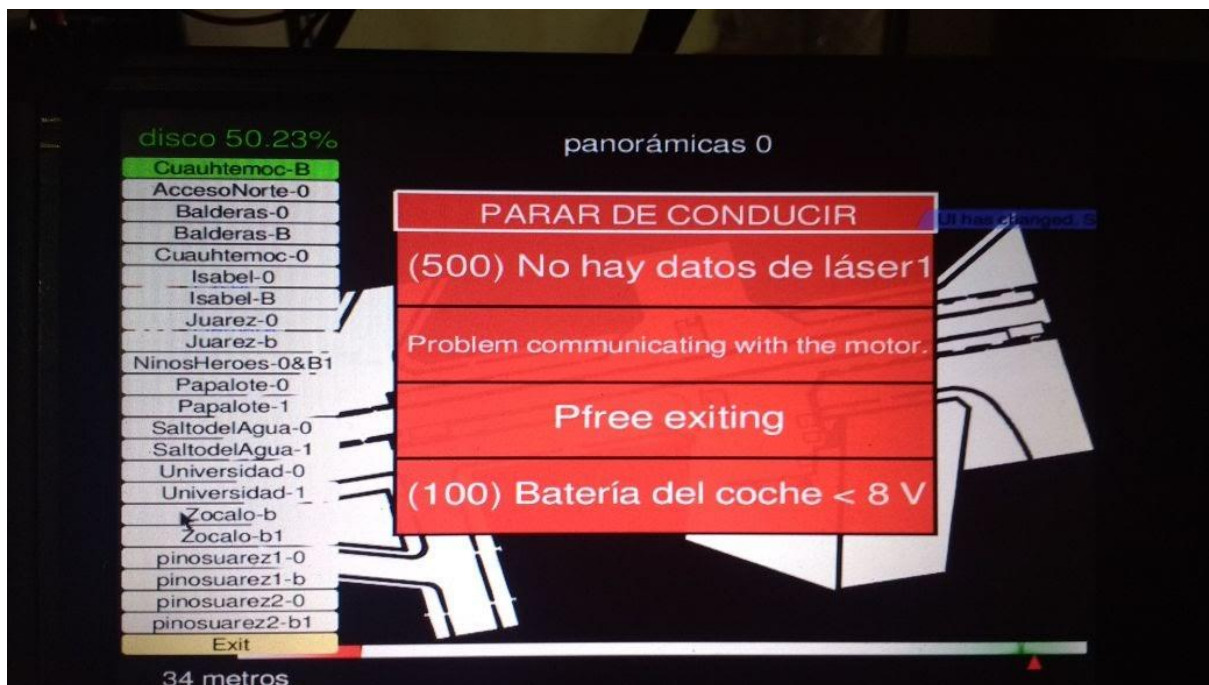 disco 50.23%
panorámicas 0
Cuauhtemoc-B
AccesoNorte-0
Balderas-0
Balderas-B
Cuauhtemoc-0
Isabel-0
Isabel-B
Juarez-0
Juarez-b
NinosHeroes-0&B1
Papalote-0
Papalote-1
SaltodelAgua-0
SaltodelAgua-1
Universidad-0
Universidad-1
Zocalo-b
Zocalo-b1
pinosuarez1-0
pinosuarez1-b
pinosuarez2-0
pinosuarez2-b1
Exit
PARAR DE CONDUCIR
UI has changed. S
(500) No hay datos de láser1
Problem communicating with the motor.
Pfree exiting
(100) Batería del coche < 8 V
34 metros